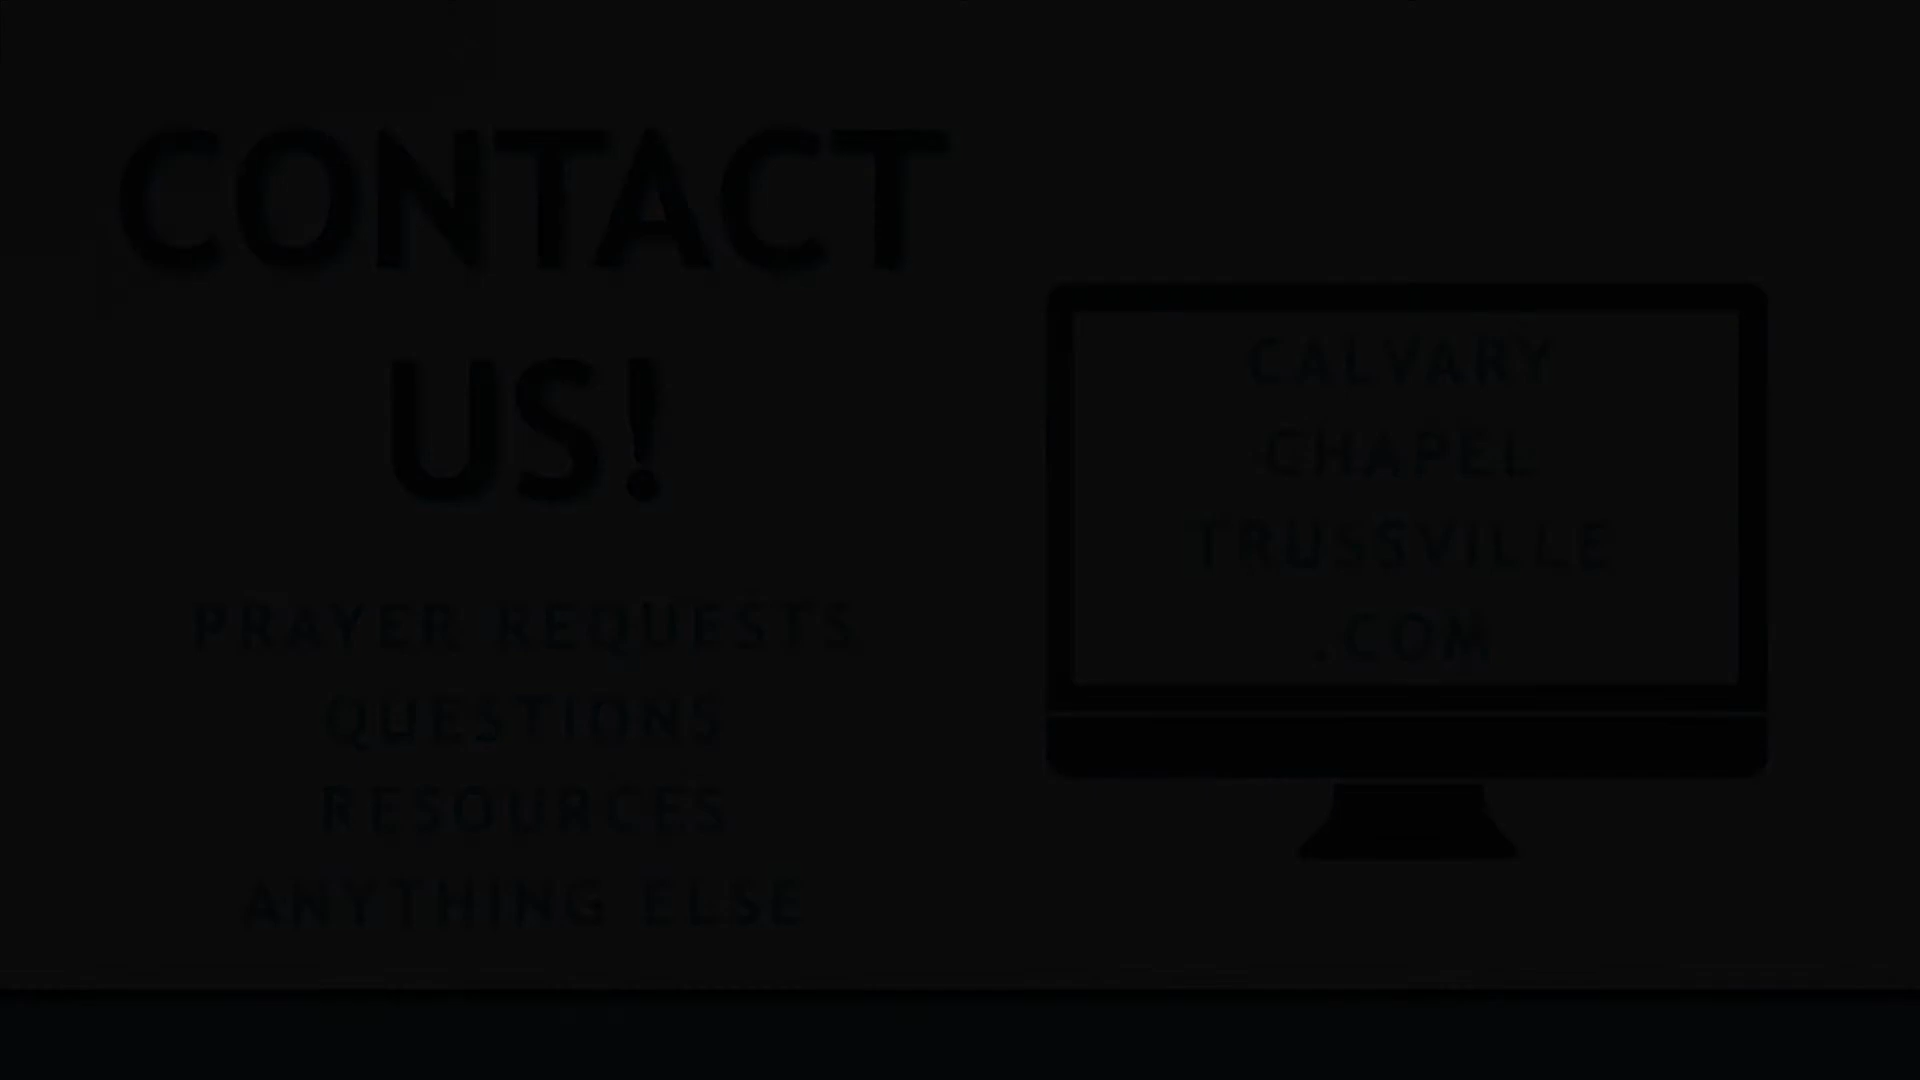 CONTACT
US!
PRAYER REQUESTS
QUESTIONS
RESOURCES
ANYTHING ELSE
CALVARY
CHAPEL
TRUSSVILLE
.COM